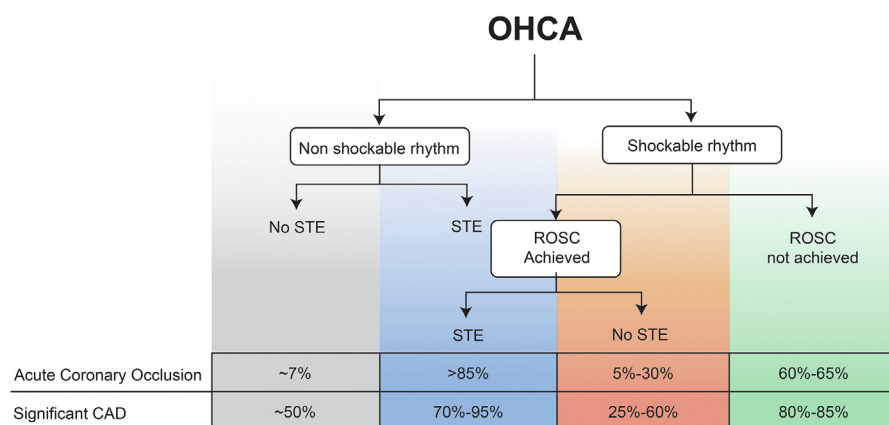 OHCA
Non shockable rhythm
Shockable rhythm
No STE
STE
ROSC
Achieved
ROSC
not achieved
STE
No STE
Acute Coronary Occlusion ~7% >85% 5%-30% 60%-65%
Significant CAD ~50% 70%-95% 25%-60% 80%-85%